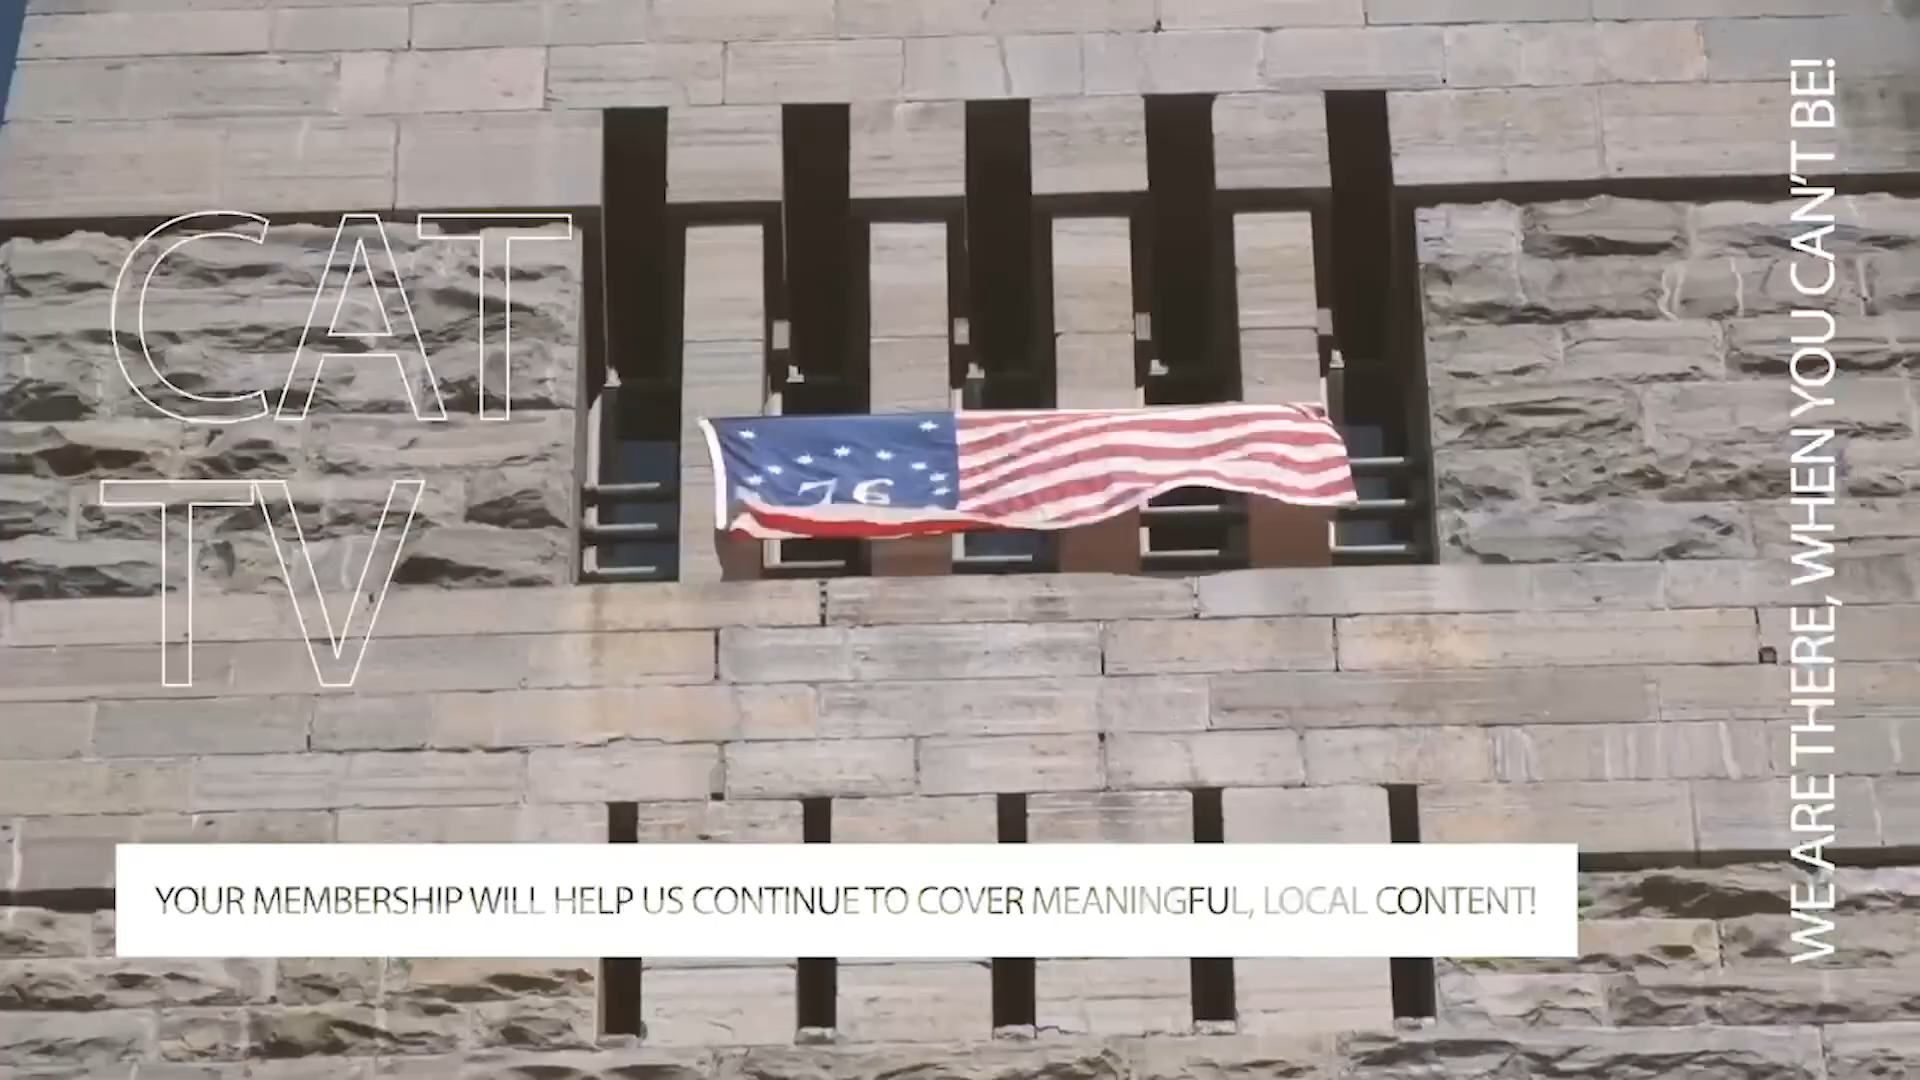 CAT
TV
76
YOUR MEMBERSHIP WILL HELP US CONTINUE TO COVER MEANINGFUL, LOCAL CONTENT!
WE ARE THERE, WHEN YOU CAN'T BE!